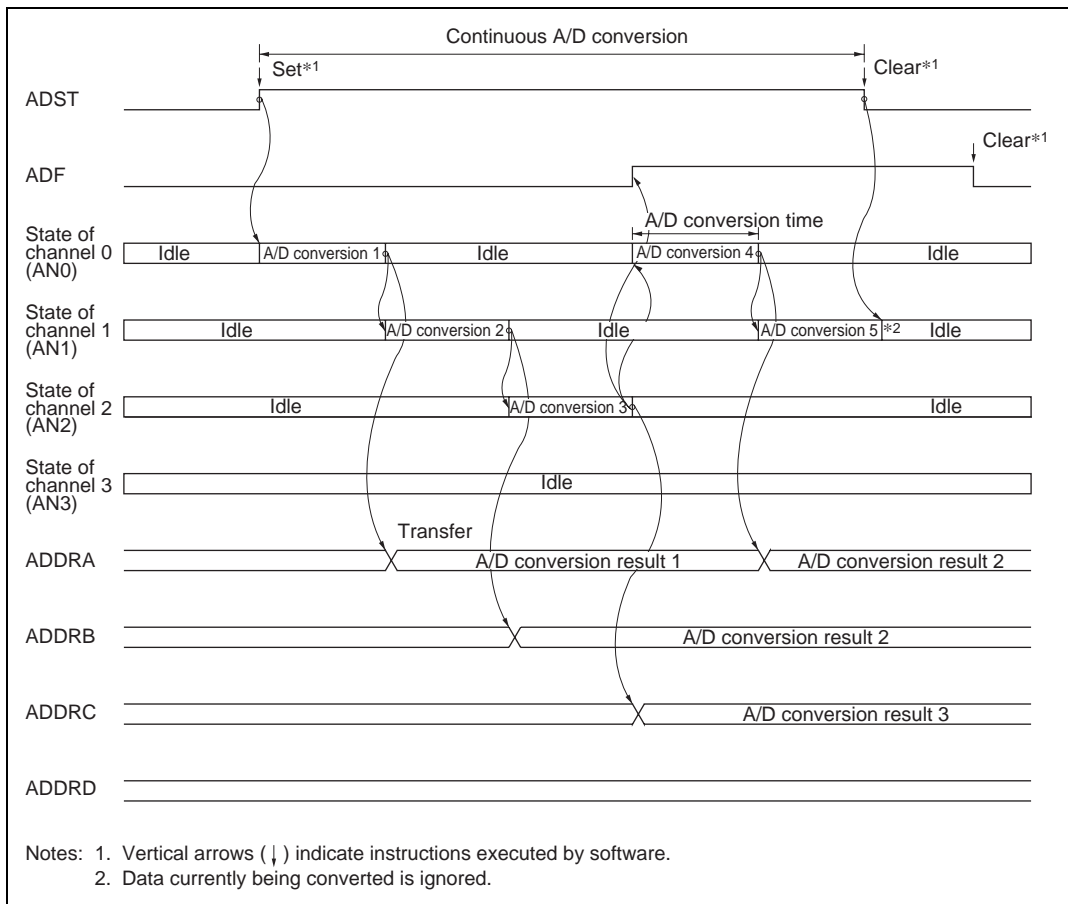 Continuous A/D conversion
Set*1
Clear*1
ADST
Clear*1
ADF
A/D conversion time
State of
channel 0
(AN0)
Idle
A/D conversion 1
Idle
A/D conversion 4
Idle
State of
channel 1
(AN1)
Idle
A/D conversion 2
Idle
A/D conversion 5
*2
Idle
State of
channel 2
(AN2)
Idle
A/D conversion 3
Idle
State of
channel 3
(AN3)
Idle
Transfer
ADDRA
A/D conversion result 1
A/D conversion result 2
ADDRB
A/D conversion result 2
ADDRC
A/D conversion result 3
ADDRD
Notes: 1. Vertical arrows (↓) indicate instructions executed by software.
2. Data currently being converted is ignored.